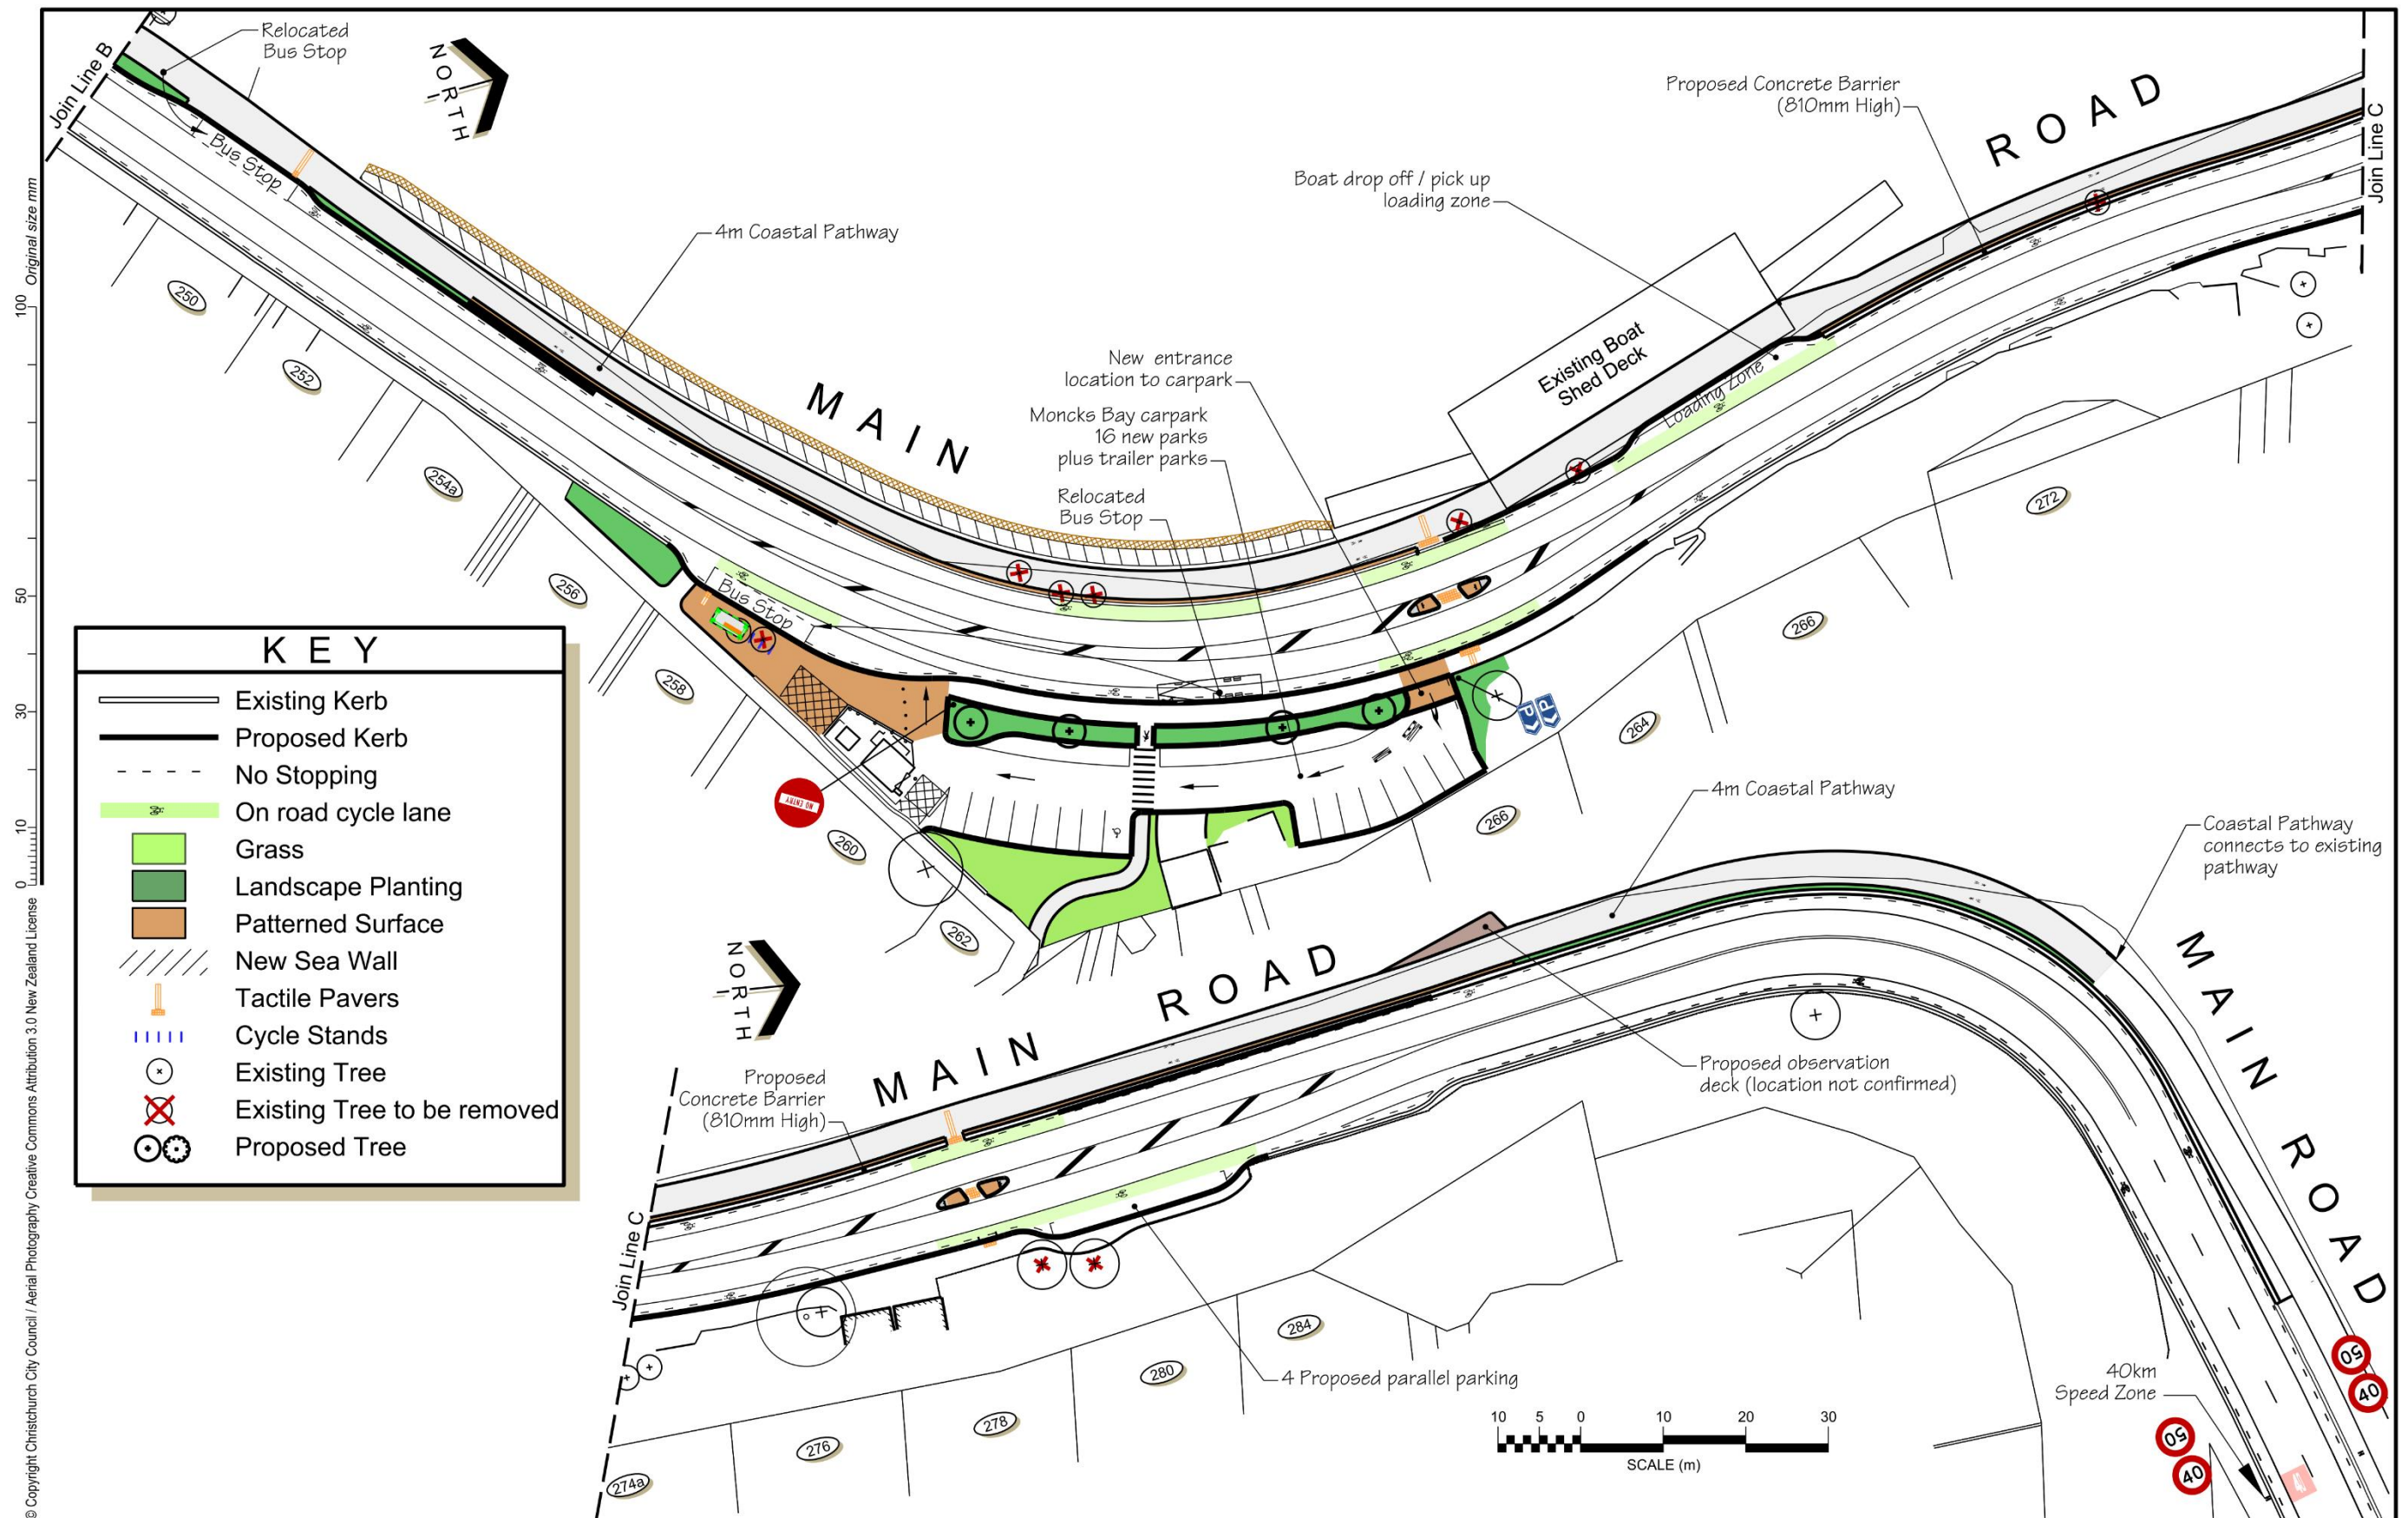 Relocated
Bus Stop
Join Line B
NORTH
Bus Stop
4m Coastal Pathway
MAIN
ROAD
Proposed Concrete Barrier
(810mm High)
Join Line C
Boat drop off / pick up
loading zone
Existing Boat
Shed Deck
Loading Zone
New entrance
location to carpark
Moncks Bay carpark
16 new parks
plus trailer parks
Relocated
Bus Stop
Bus Stop
250
252
254a
256
258
260
262
264
266
266
272
NO ENTRY
P
P
100
50
30
10
0
Original size mm
© Copyright Christchurch City Council / Aerial Photography Creative Commons Attribution 3.0 New Zealand License
KEY
Existing Kerb
Proposed Kerb
No Stopping
On road cycle lane
Grass
Landscape Planting
Patterned Surface
New Sea Wall
Tactile Pavers
Cycle Stands
Existing Tree
Existing Tree to be removed
Proposed Tree
NORTH
MAIN ROAD
4m Coastal Pathway
Coastal Pathway
connects to existing
pathway
MAIN ROAD
Proposed
Concrete Barrier
(810mm High)
Proposed observation
deck (location not confirmed)
Join Line C
4 Proposed parallel parking
274a
276
278
280
284
40km
Speed Zone
50
40
50
40
10 5 0 10 20 30
SCALE (m)